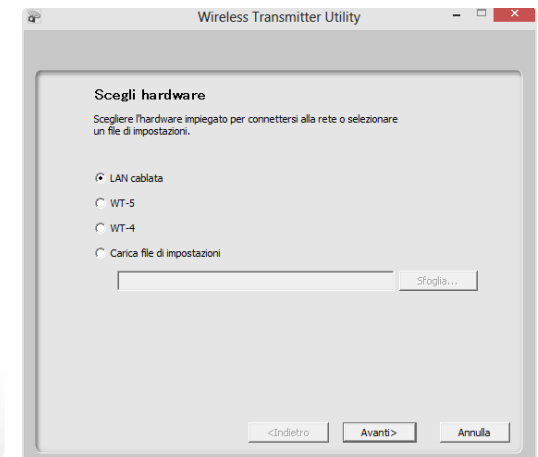 Wireless Transmitter Utility
Scegli hardware
Scegliere l'hardware impiegato per connettersi alla rete o selezionare
un file di impostazioni.
LAN cablata
WT-5
WT-4
Carica file di impostazioni
Sfoglia...
<Indietro
Avanti>
Annulla